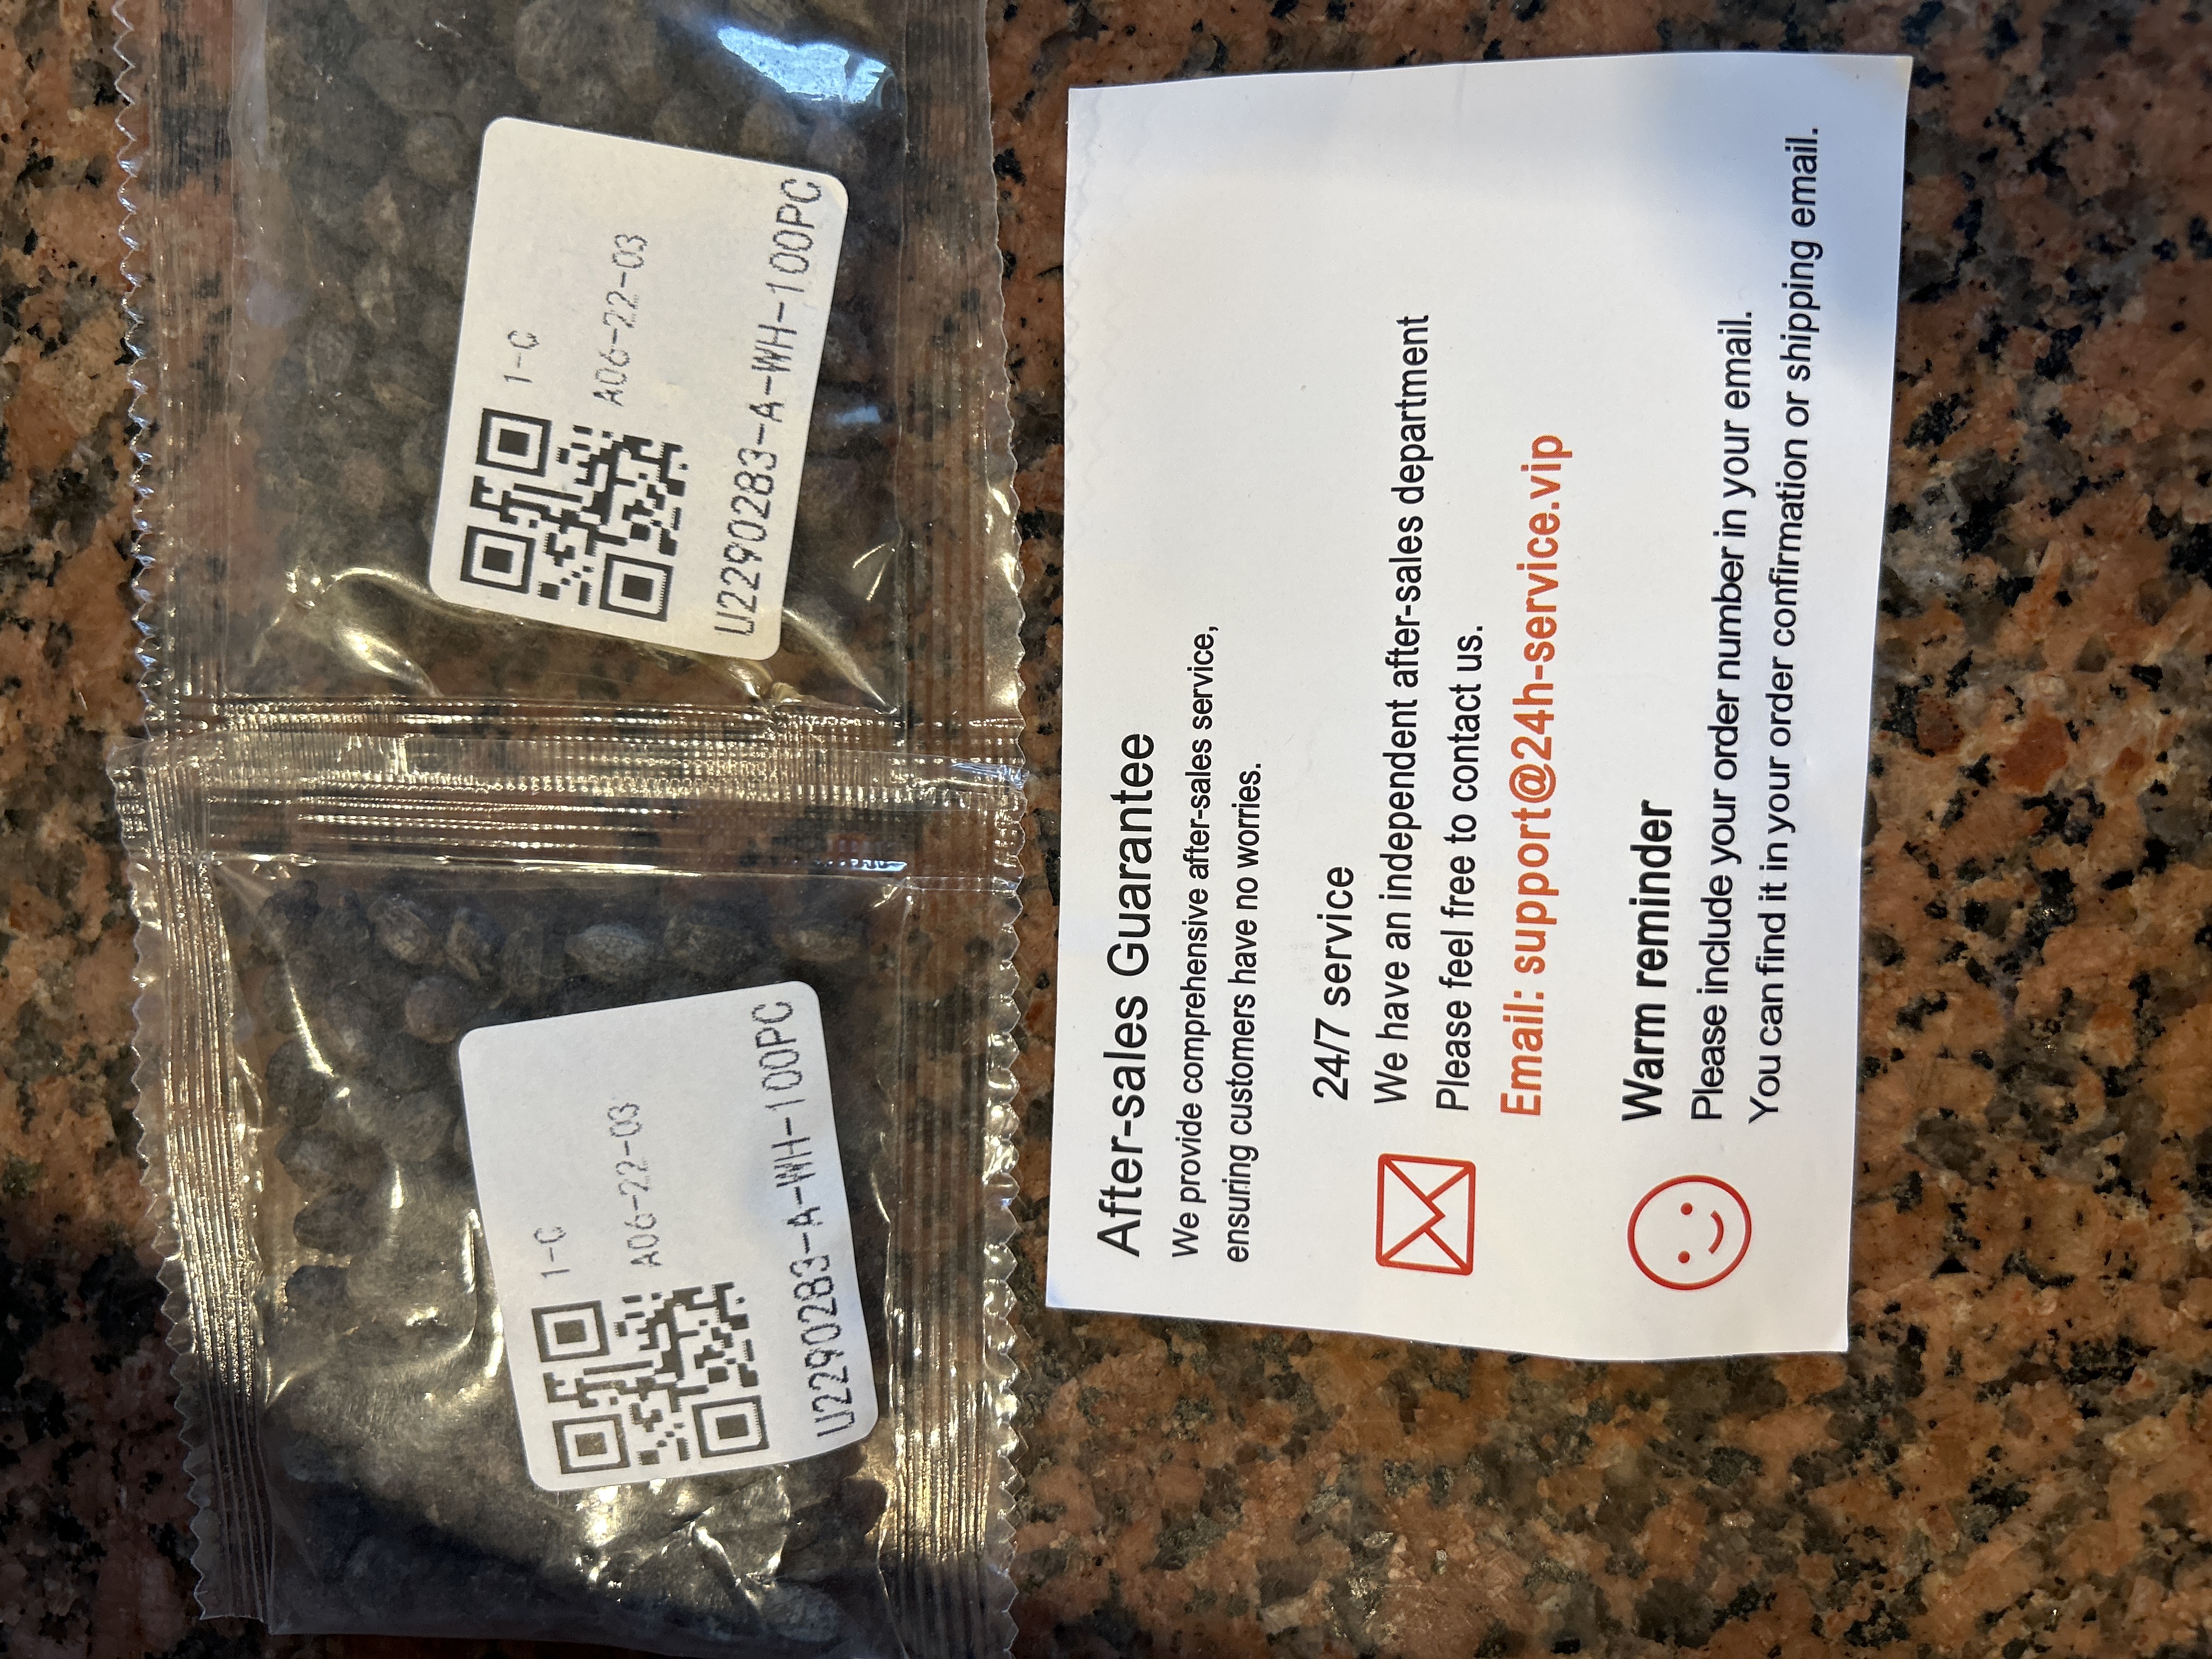 1-C
A06-22-03
U2290283-A-WH-100PC
1-C
A06-22-03
U2290283-A-WH-100PC
After-sales Guarantee
We provide comprehensive after-sales service,
ensuring customers have no worries.
24/7 service
We have an independent after-sales department
Please feel free to contact us.
Email: support@24h-service.vip
Warm reminder
Please include your order number in your email.
You can find it in your order confirmation or shipping email.